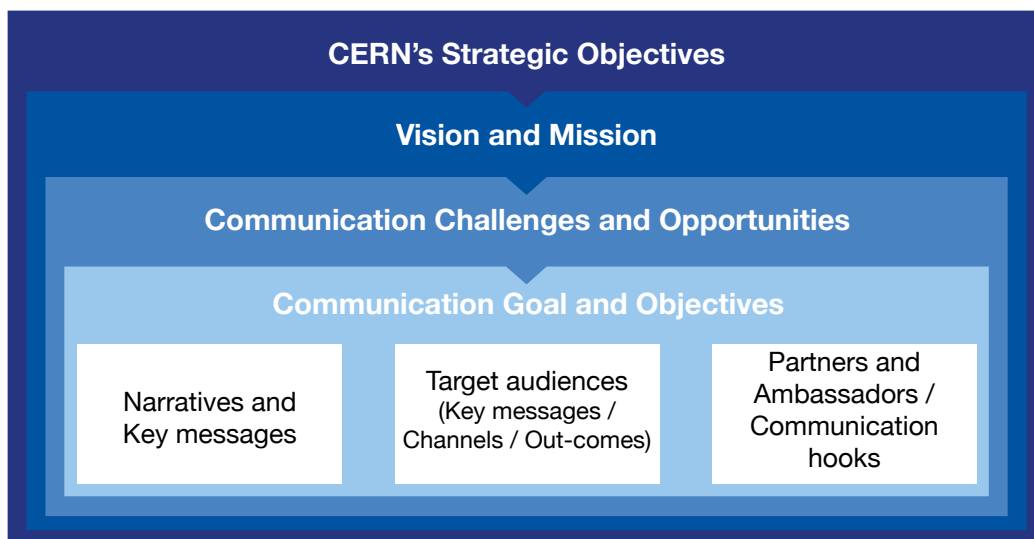 CERN’s Strategic Objectives
Vision and Mission
Communication Challenges and Opportunities
Communication Goal and Objectives
Narratives and
Key messages
Target audiences
(Key messages /
Channels / Out-comes)
Partners and
Ambassadors /
Communication
hooks